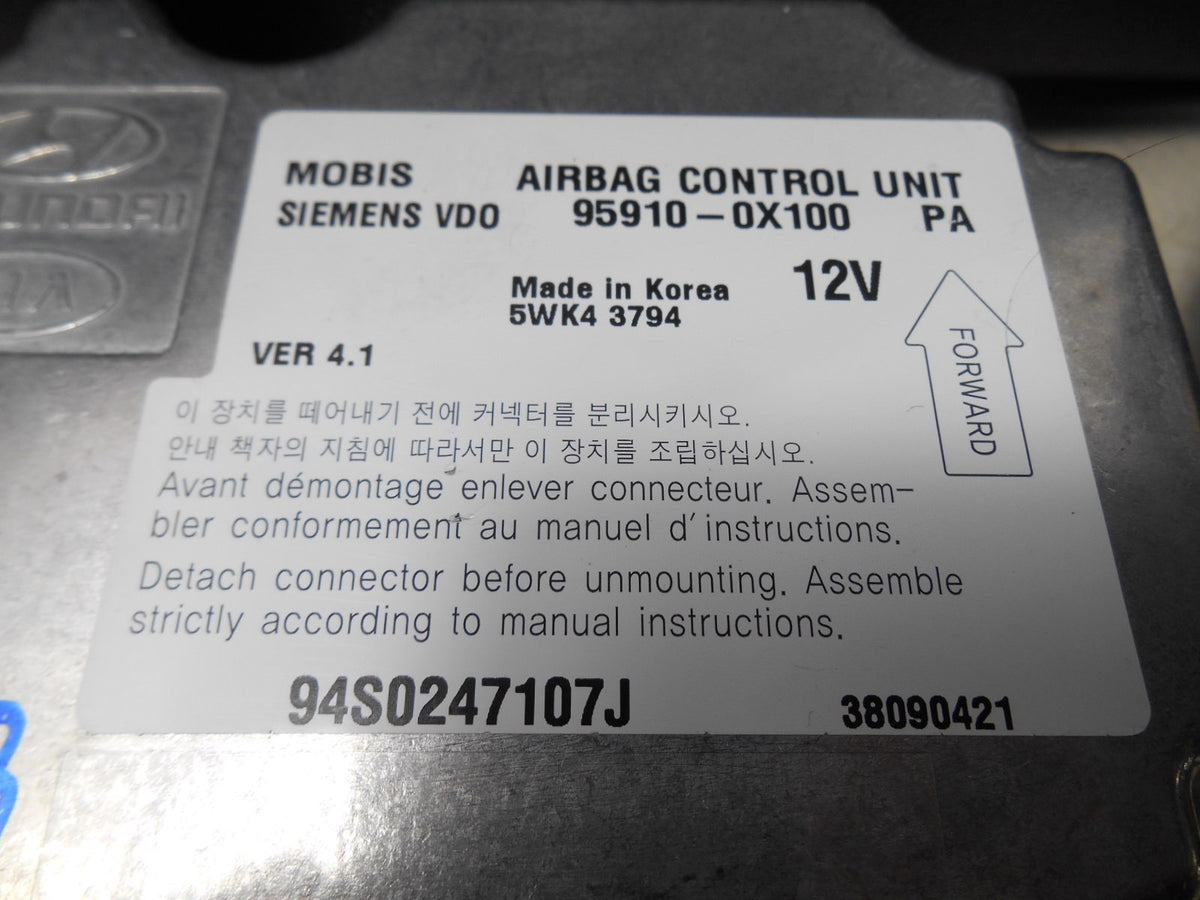 MOBIS AIRBAG CONTROL UNIT
SIEMENS VDO 95910-0X100 PA
Made in Korea 12V
5WK4 3794
VER 4.1
FORWARD
이 장치를 떼어내기 전에 커넥터를 분리시키시오.
안내 책자의 지침에 따라서만 이 장치를 조립하십시오.
Avant démontage enlever connecteur. Assem-
bler conformement au manuel d'instructions.
Detach connector before unmounting. Assemble
strictly according to manual instructions.
94S0247107J 38090421